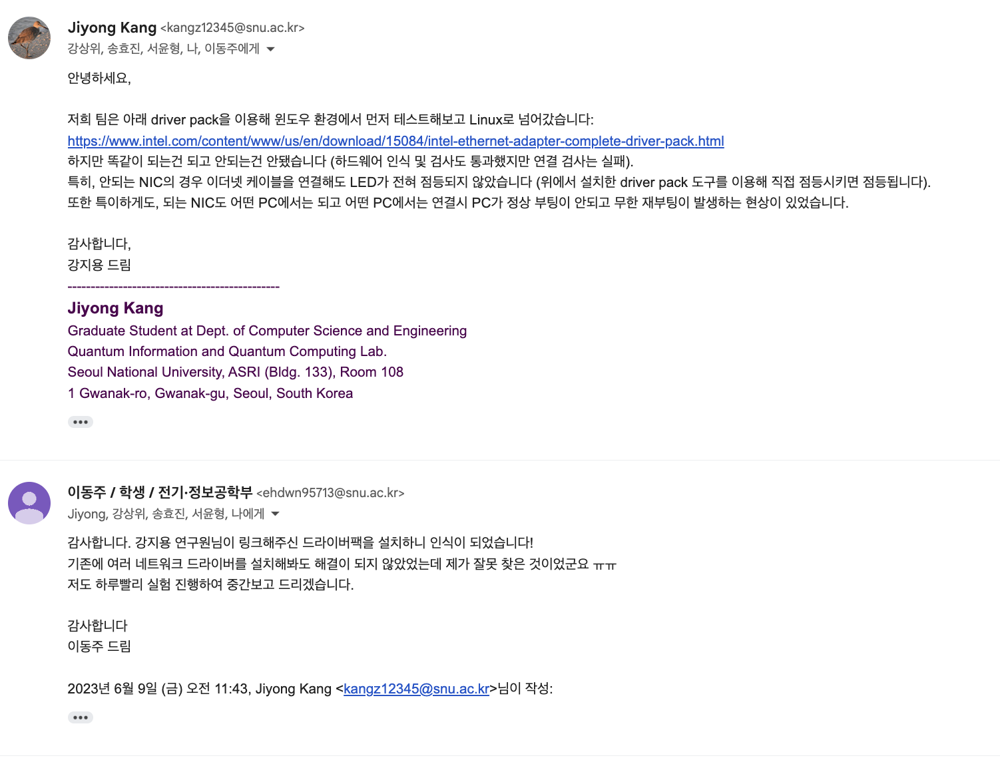 Jiyong Kang <kangz12345@snu.ac.kr>
강상위, 송효진, 서윤형, 나, 이동주에게
안녕하세요,
저희 팀은 아래 driver pack을 이용해 윈도우 환경에서 먼저 테스트해보고 Linux로 넘어갔습니다:
https://www.intel.com/content/www/us/en/download/15084/intel-ethernet-adapter-complete-driver-pack.html
하지만 똑같이 되는건 되고 안되는건 안됐습니다 (하드웨어 인식 및 검사도 통과했지만 연결 검사는 실패).
특히, 안되는 NIC의 경우 이더넷 케이블을 연결해도 LED가 전혀 점등되지 않았습니다 (위에서 설치한 driver pack 도구를 이용해 직접 점등시키면 점등됩니다).
또한 특이하게도, 되는 NIC도 어떤 PC에서는 되고 어떤 PC에서는 연결시 PC가 정상 부팅이 안되고 무한 재부팅이 발생하는 현상이 있었습니다.
감사합니다,
강지용 드림
----------------------------------------------
Jiyong Kang
Graduate Student at Dept. of Computer Science and Engineering
Quantum Information and Quantum Computing Lab.
Seoul National University, ASRI (Bldg. 133), Room 108
1 Gwanak-ro, Gwanak-gu, Seoul, South Korea
이동주 / 학생 / 전기·정보공학부 <ehdwn95713@snu.ac.kr>
Jiyong, 강상위, 송효진, 서윤형, 나에게
감사합니다. 강지용 연구원님이 링크해주신 드라이버팩을 설치하니 인식이 되었습니다!
기존에 여러 네트워크 드라이버를 설치해봐도 해결이 되지 않았었는데 제가 잘못 찾은 것이었군요 ㅠㅠ
저도 하루빨리 실험 진행하여 중간보고 드리겠습니다.
감사합니다
이동주 드림
2023년 6월 9일 (금) 오전 11:43, Jiyong Kang <kangz12345@snu.ac.kr>님이 작성: